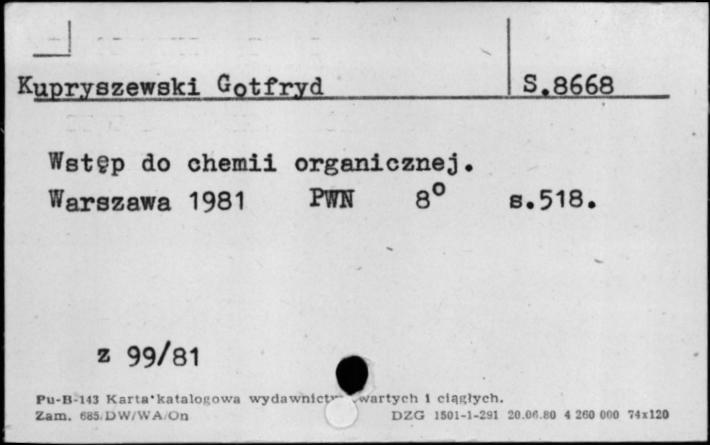 Kupryszewski Gotfryd S.8668
Wstęp do chemii organicznej.
Warszawa 1981 PWN 8° s.518.
z 99/81
Pu-B-143 Karta katalogowa wydawnictw zwartych i ciągłych.
Zam. 685/DW/WA/On DZG 1501-1-291 20.06.80 4 260 000 74x120